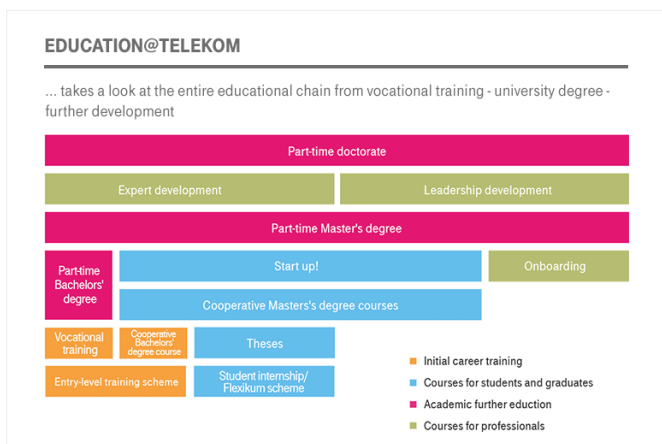 EDUCATION@TELEKOM
... takes a look at the entire educational chain from vocational training - university degree -
further development
Part-time doctorate
Expert development
Leadership development
Part-time Master's degree
Part-time
Bachelors'
degree
Start up!
Onboarding
Cooperative Masters's degree courses
Vocational
training
Cooperative
Bachelors'
degree course
Theses
Entry-level training scheme
Student internship/
Flexikum scheme
Initial career training
Courses for students and graduates
Academic further eduction
Courses for professionals